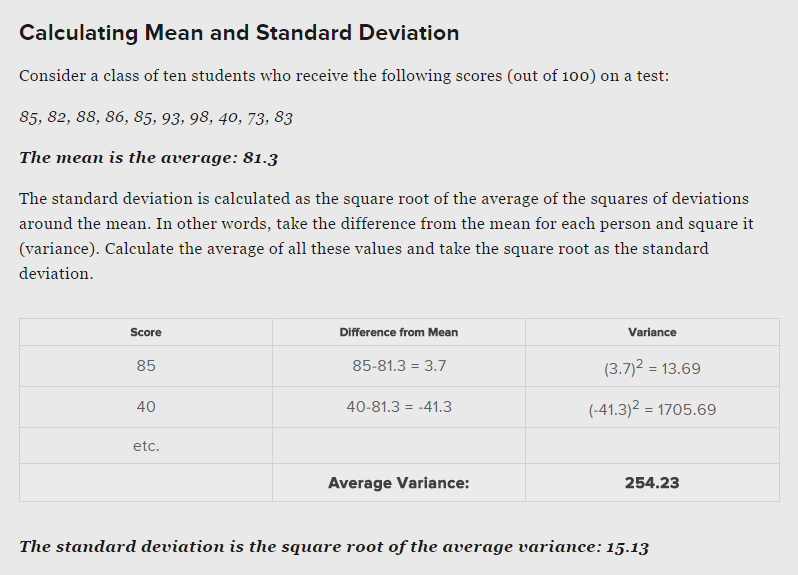 Calculating Mean and Standard Deviation
Consider a class of ten students who receive the following scores (out of 100) on a test:
85, 82, 88, 86, 85, 93, 98, 40, 73, 83
The mean is the average: 81.3
The standard deviation is calculated as the square root of the average of the squares of deviations
around the mean. In other words, take the difference from the mean for each person and square it
(variance). Calculate the average of all these values and take the square root as the standard
deviation.
Score Difference from Mean Variance
85 85-81.3 = 3.7 (3.7)² = 13.69
40 40-81.3 = -41.3 (-41.3)² = 1705.69
etc.
Average Variance: 254.23
The standard deviation is the square root of the average variance: 15.13